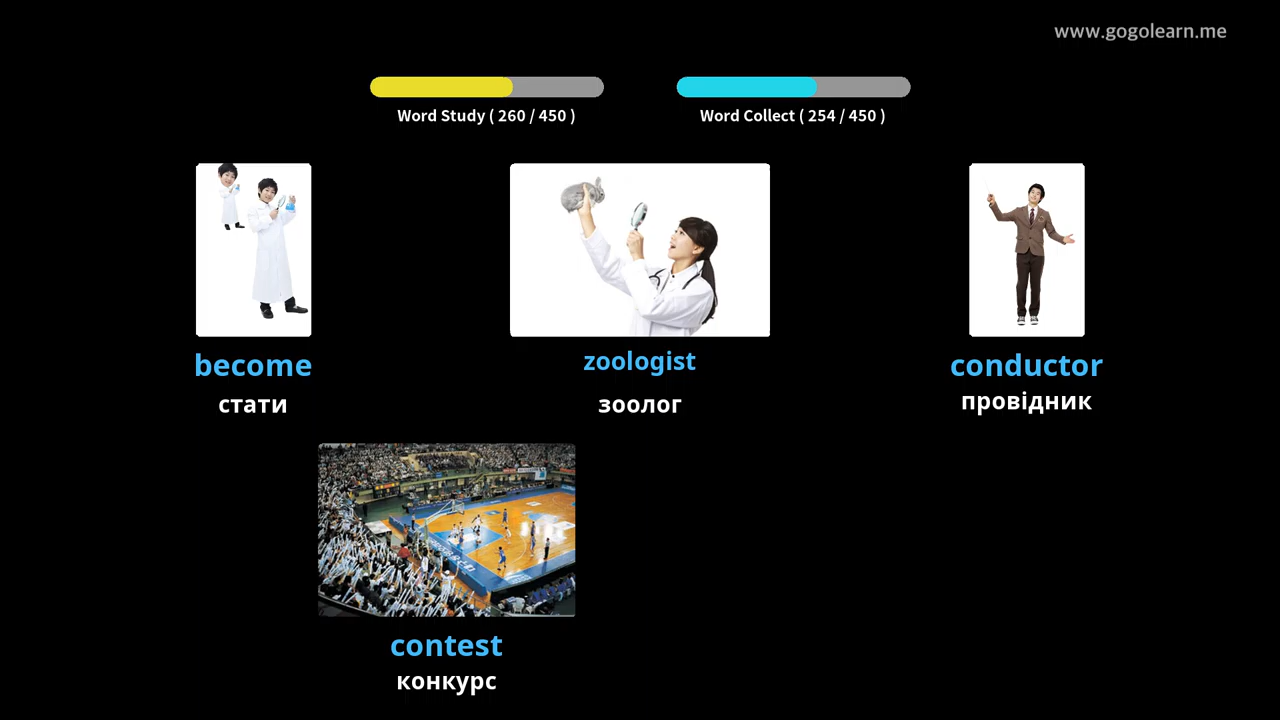 www.gogolearn.me
Word Study ( 260 / 450 )
Word Collect ( 254 / 450 )
become
стати
zoologist
зоолог
conductor
провідник
contest
конкурс